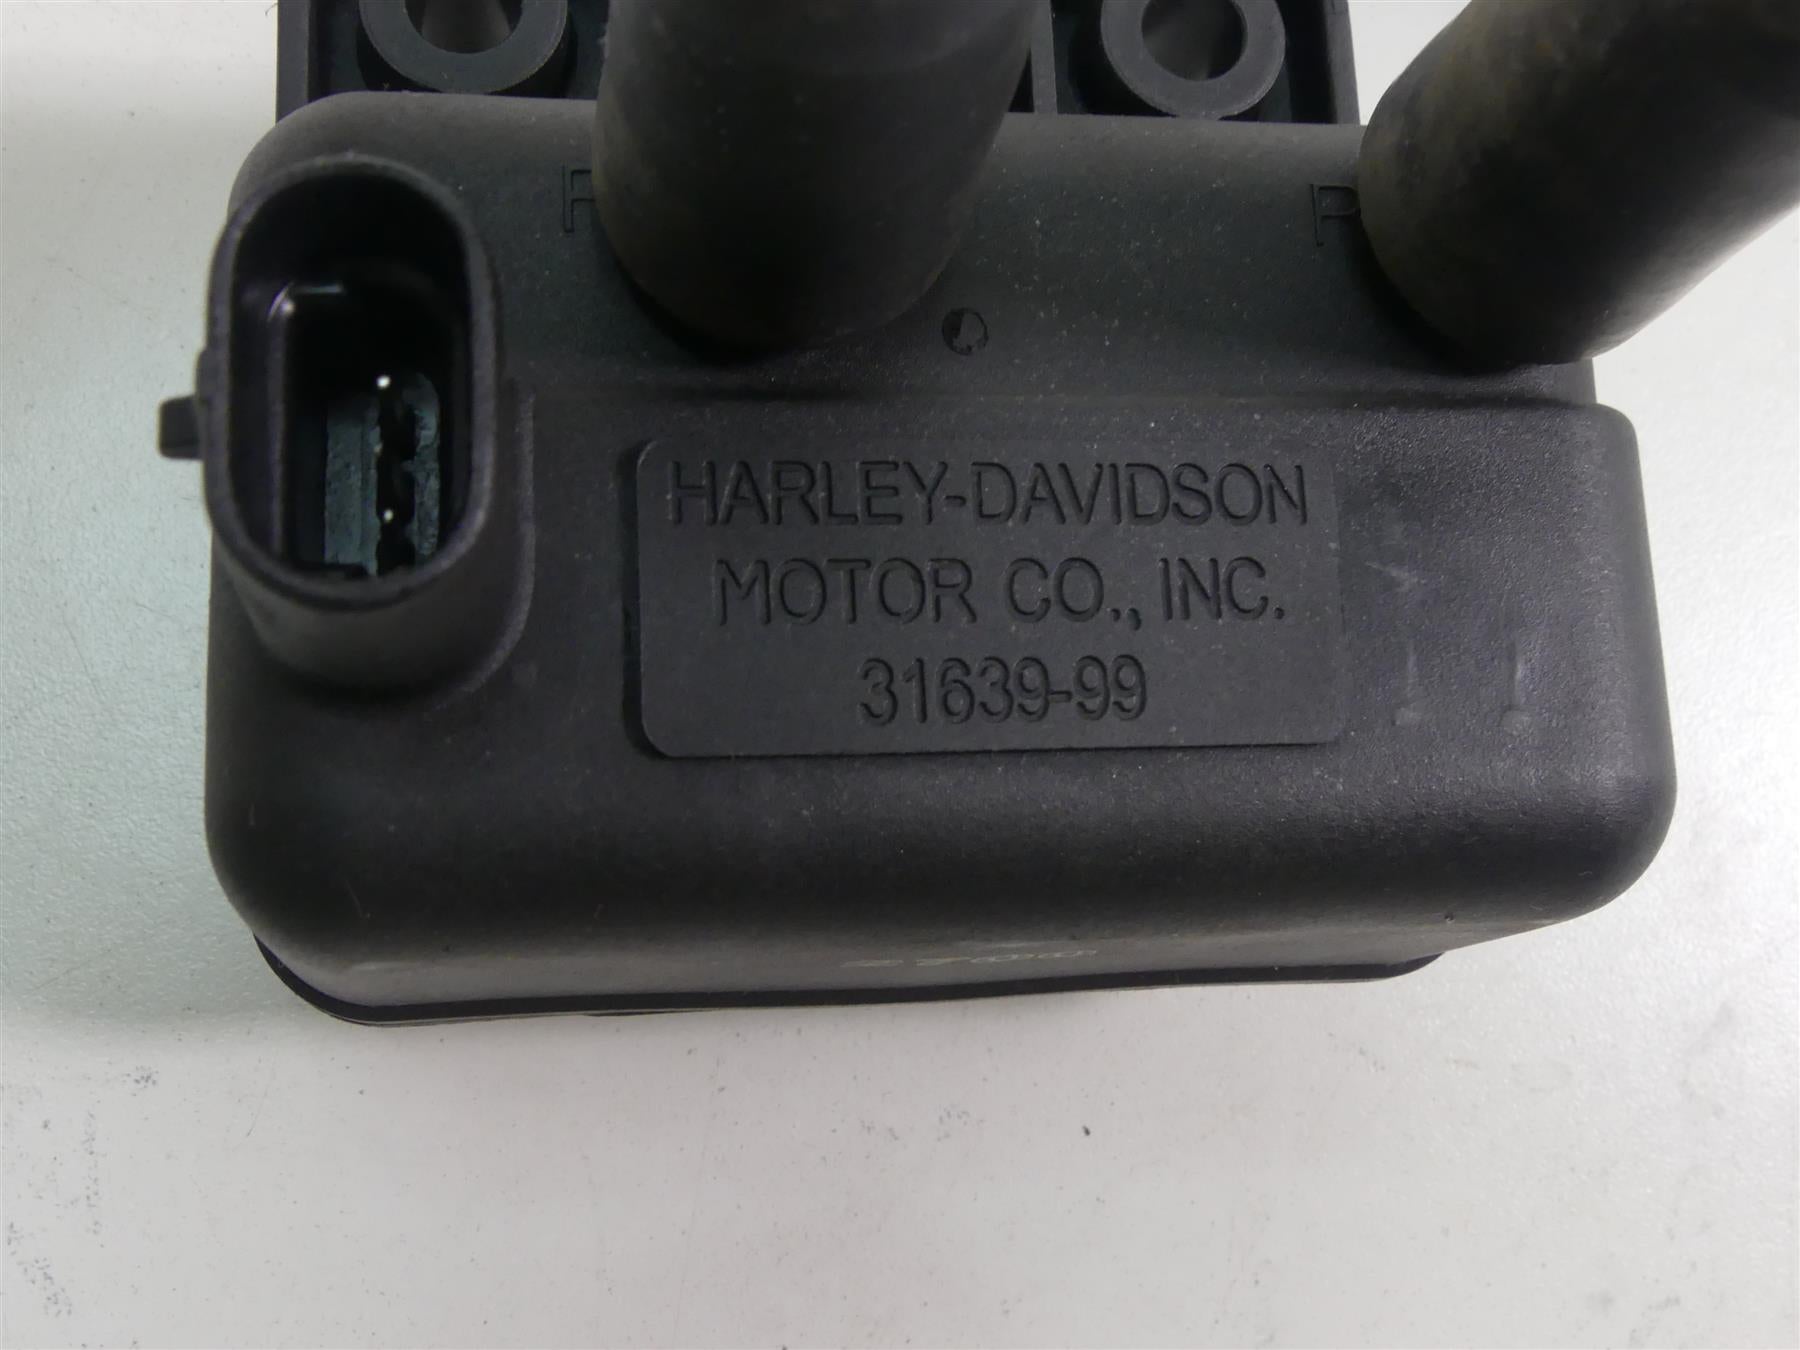 HARLEY-DAVIDSON
MOTOR CO., INC.
31639-99